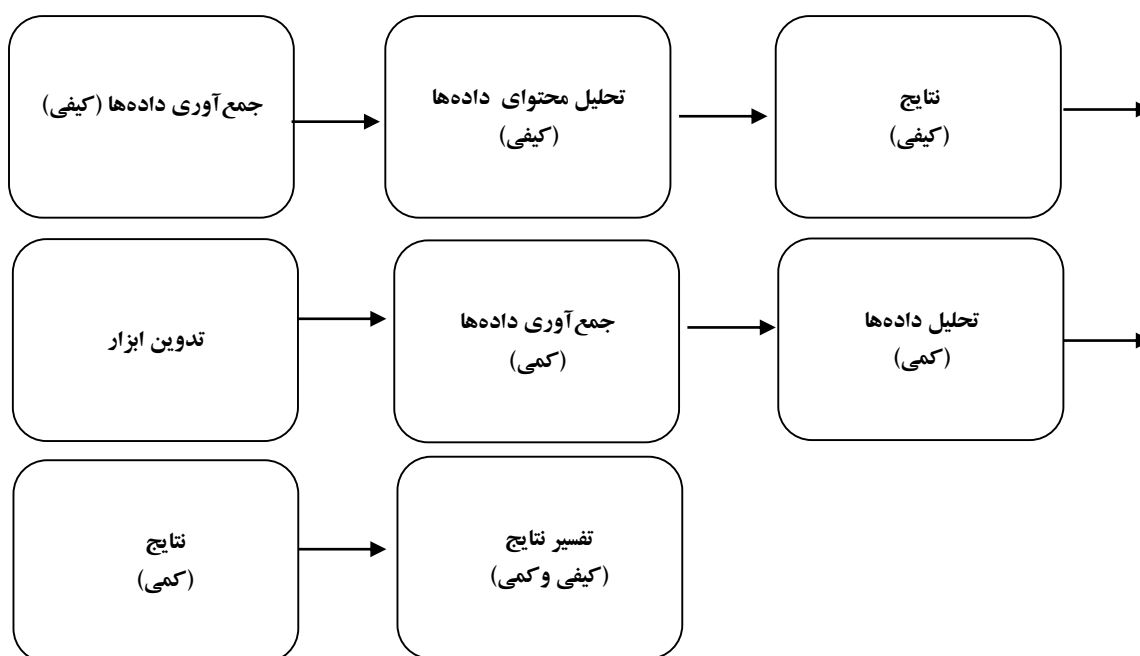 جمع‌آوری داده‌ها (کیفی)
تحلیل محتوای داده‌ها
(کیفی)
نتایج
(کیفی)
تدوین ابزار
جمع‌آوری داده‌ها
(کمی)
تحلیل داده‌ها
(کمی)
نتایج
(کمی)
تفسیر نتایج
(کیفی وکمی)